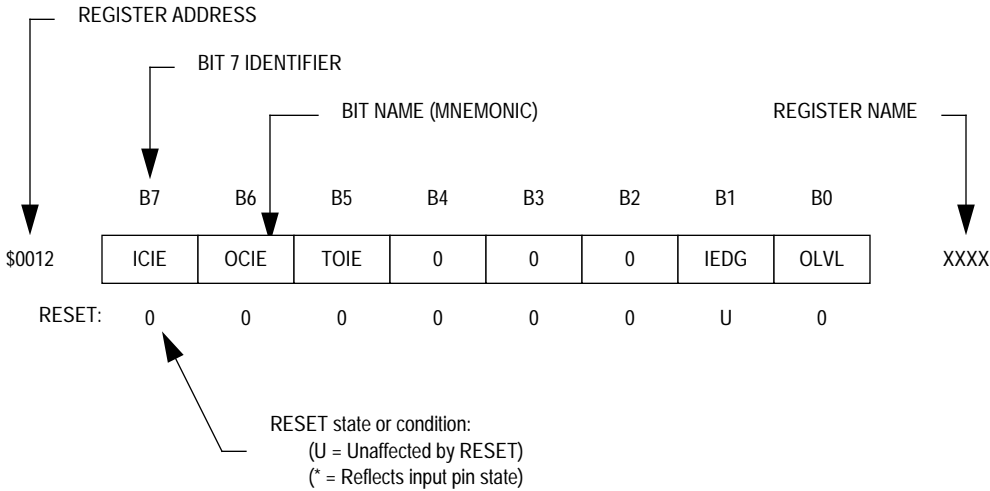 REGISTER ADDRESS
BIT 7 IDENTIFIER
BIT NAME (MNEMONIC) REGISTER NAME
B7 B6 B5 B4 B3 B2 B1 B0
$0012 ICIE OCIE TOIE 0 0 0 IEDG OLVL XXXX
RESET: 0 0 0 0 0 0 U 0
RESET state or condition:
(U = Unaffected by RESET)
(* = Reflects input pin state)